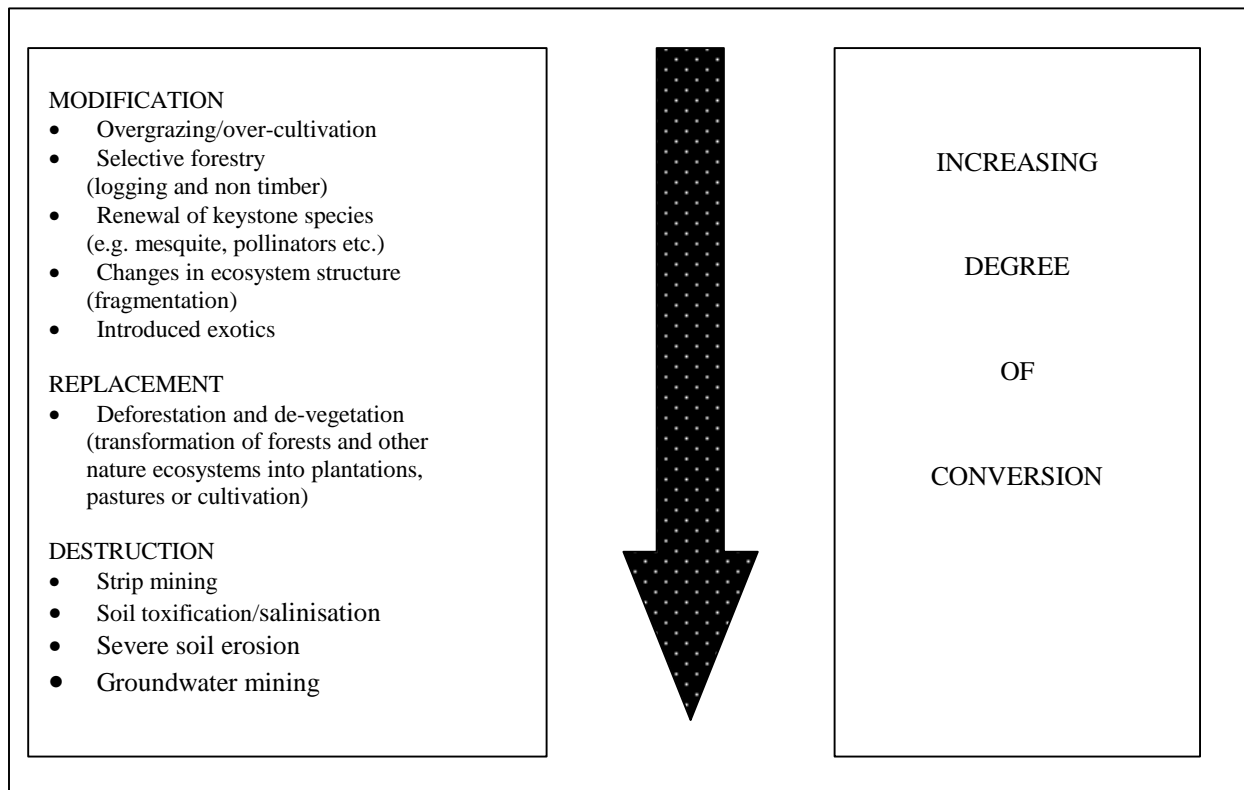 MODIFICATION
• Overgrazing/over-cultivation
• Selective forestry
(logging and non timber)
• Renewal of keystone species
(e.g. mesquite, pollinators etc.)
• Changes in ecosystem structure
(fragmentation)
• Introduced exotics
REPLACEMENT
• Deforestation and de-vegetation
(transformation of forests and other
nature ecosystems into plantations,
pastures or cultivation)
DESTRUCTION
• Strip mining
• Soil toxification/salinisation
• Severe soil erosion
• Groundwater mining
INCREASING
DEGREE
OF
CONVERSION